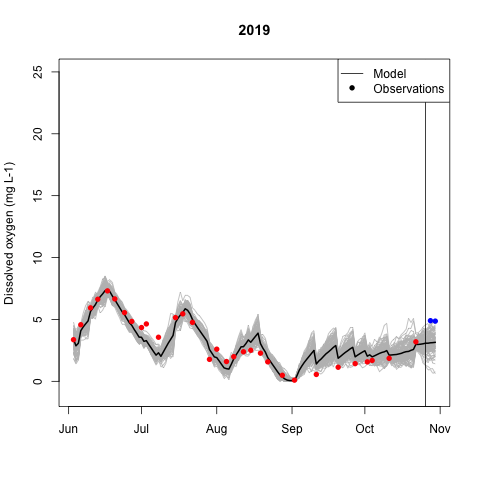 2019
Model
Observations
Dissolved oxygen (mg L-1)
25
20
15
10
5
0
Jun Jul Aug Sep Oct Nov